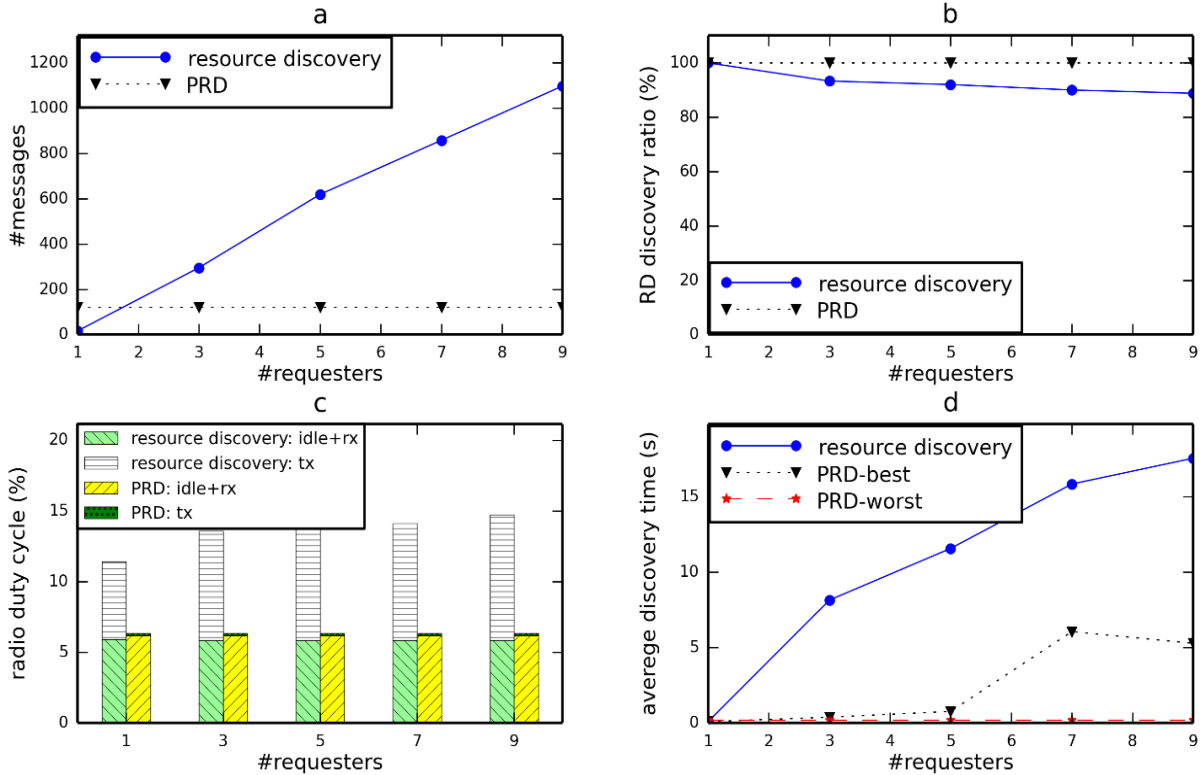 a
#messages
1200
1000
800
600
400
200
0
resource discovery
PRD
1 2 3 4 5 6 7 8 9
#requesters
b
RD discovery ratio (%)
100
80
60
40
20
0
resource discovery
PRD
1 2 3 4 5 6 7 8 9
#requesters
c
radio duty cycle (%)
20
15
10
5
0
resource discovery: idle+rx
resource discovery: tx
PRD: idle+rx
PRD: tx
1 3 5 7 9
#requesters
d
averege discovery time (s)
15
10
5
0
resource discovery
PRD-best
PRD-worst
1 2 3 4 5 6 7 8 9
#requesters